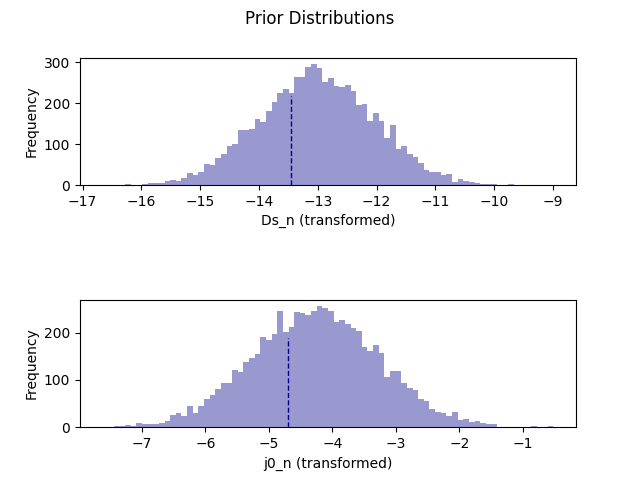 Prior Distributions
300
200
100
0
Frequency
−17 −16 −15 −14 −13 −12 −11 −10 −9
Ds_n (transformed)
200
100
0
Frequency
−7 −6 −5 −4 −3 −2 −1
j0_n (transformed)